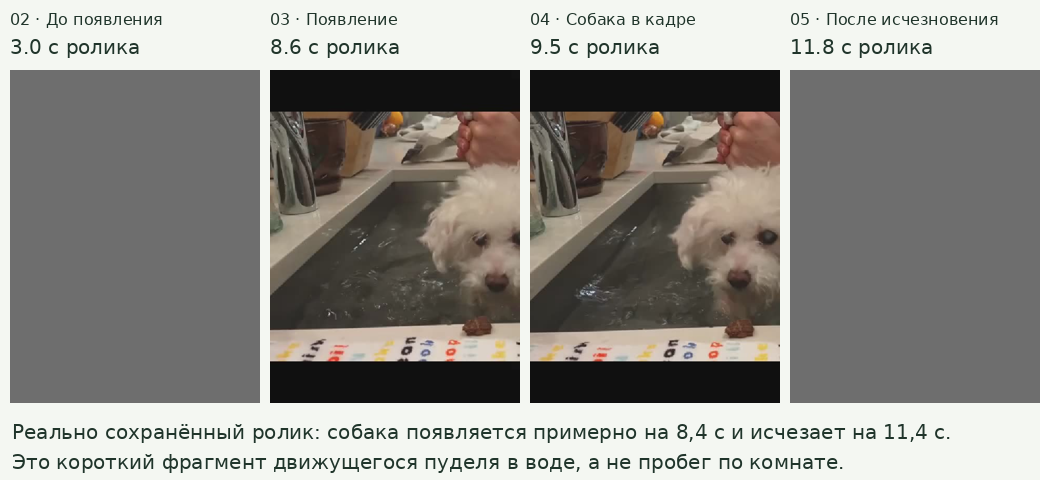 02 · До появления
3.0 с ролика
03 · Появление
8.6 с ролика
04 · Собака в кадре
9.5 с ролика
05 · После исчезновения
11.8 с ролика
Реально сохранённый ролик: собака появляется примерно на 8,4 с и исчезает на 11,4 с.
Это короткий фрагмент движущегося пуделя в воде, а не пробег по комнате.